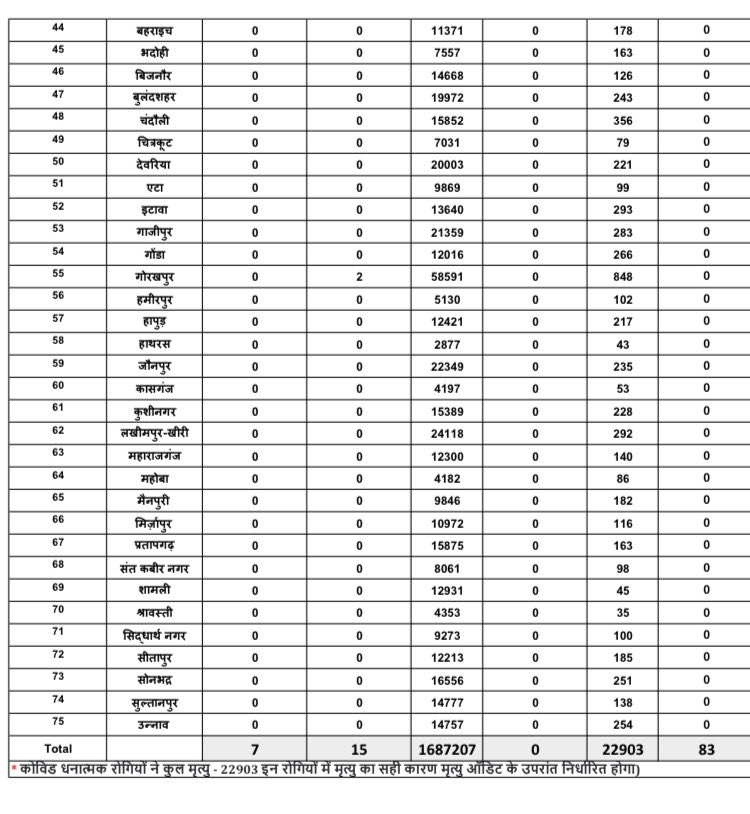 44 बहराइच 0 0 11371 0 178 0
45 भदोही 0 0 7557 0 163 0
46 बिजनौर 0 0 14668 0 126 0
47 बुलंदशहर 0 0 19972 0 243 0
48 चंदौली 0 0 15852 0 356 0
49 चित्रकूट 0 0 7031 0 79 0
50 देवरिया 0 0 20003 0 221 0
51 एटा 0 0 9869 0 99 0
52 इटावा 0 0 13640 0 293 0
53 गाजीपुर 0 0 21359 0 283 0
54 गोंडा 0 0 12016 0 266 0
55 गोरखपुर 0 2 58591 0 848 0
56 हमीरपुर 0 0 5130 0 102 0
57 हापुड़ 0 0 12421 0 217 0
58 हाथरस 0 0 2877 0 43 0
59 जौनपुर 0 0 22349 0 235 0
60 कासगंज 0 0 4197 0 53 0
61 कुशीनगर 0 0 15389 0 228 0
62 लखीमपुर-खीरी 0 0 24118 0 292 0
63 महाराजगंज 0 0 12300 0 140 0
64 महोबा 0 0 4182 0 86 0
65 मैनपुरी 0 0 9846 0 182 0
66 मिर्ज़ापुर 0 0 10972 0 116 0
67 प्रतापगढ़ 0 0 15875 0 163 0
68 संत कबीर नगर 0 0 8061 0 98 0
69 शामली 0 0 12931 0 45 0
70 श्रावस्ती 0 0 4353 0 35 0
71 सिद्धार्थ नगर 0 0 9273 0 100 0
72 सीतापुर 0 0 12213 0 185 0
73 सोनभद्र 0 0 16556 0 251 0
74 सुल्तानपुर 0 0 14777 0 138 0
75 उन्नाव 0 0 14757 0 254 0
Total 7 15 1687207 0 22903 83
* कोविड धनात्मक रोगियों ने कुल मृत्यु - 22903 इन रोगियों में मृत्यु का सही कारण मृत्यु ऑडिट के उपरांत निर्धारित होगा)